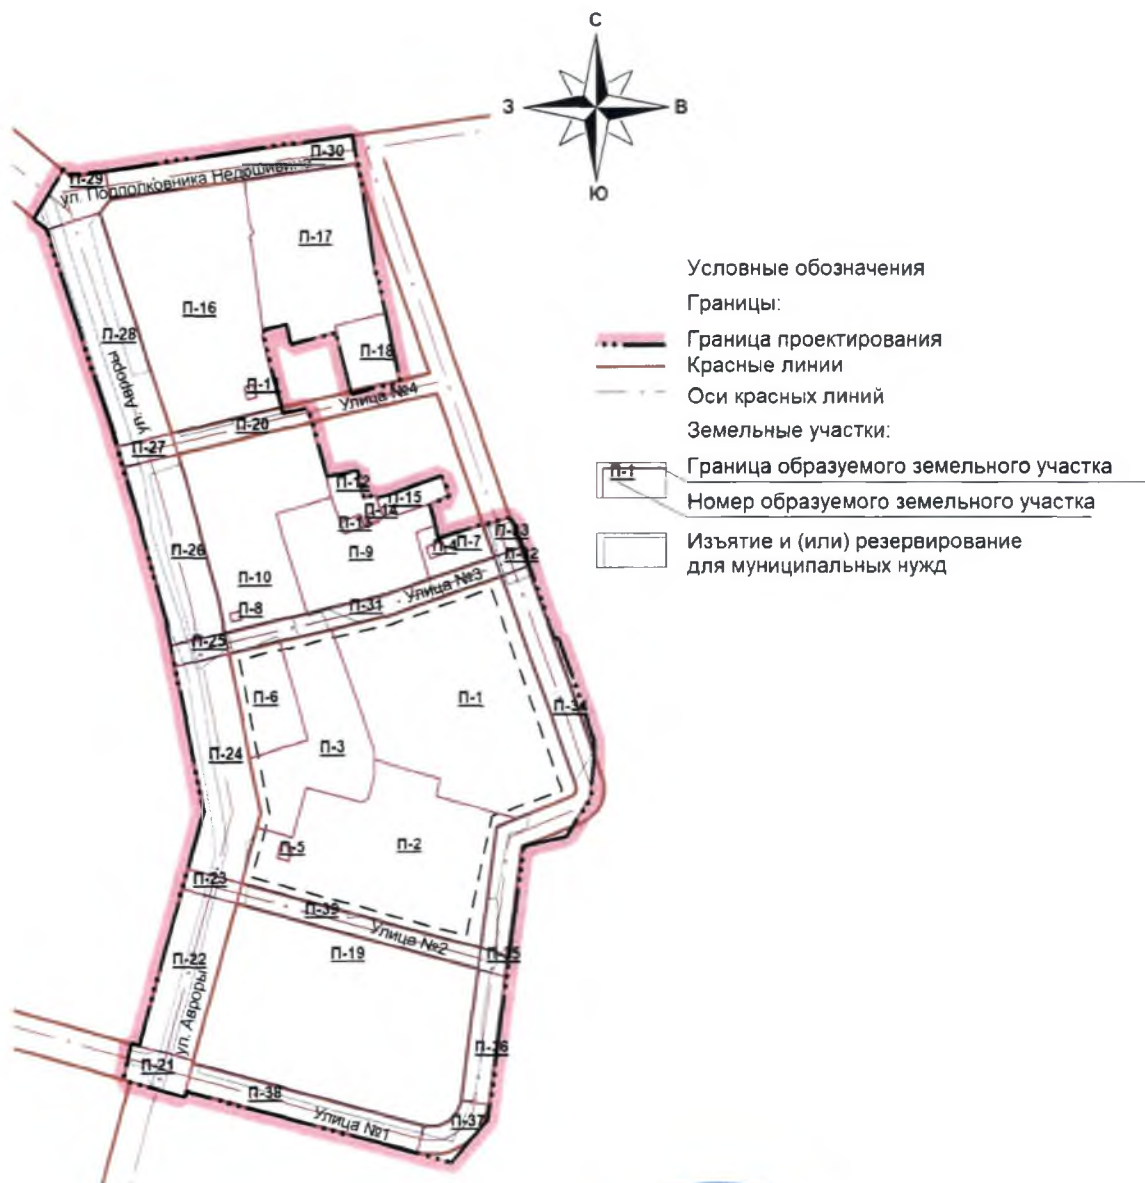 С
З
В
Ю
П-30
П-29
ул. Подполковника Недошивина
П-17
П-16
П-28
ул. Авроры
П-18
П-1
Улица №4
П-20
П-27
П-12
П-15
П-14
П-13
П-9
П-4
П-7
П-26
П-10
П-8
Улица №3
П-31
П-25
П-6
П-1
П-34
П-3
П-24
П-5
П-2
П-23
П-39
Улица №2
П-35
П-19
П-22
ул. Авроры
П-36
П-21
П-38
П-37
Улица №1
Условные обозначения
Границы:
Граница проектирования
Красные линии
Оси красных линий
Земельные участки:
П-1
Граница образуемого земельного участка
Номер образуемого земельного участка
Изъятие и (или) резервирование
для муниципальных нужд